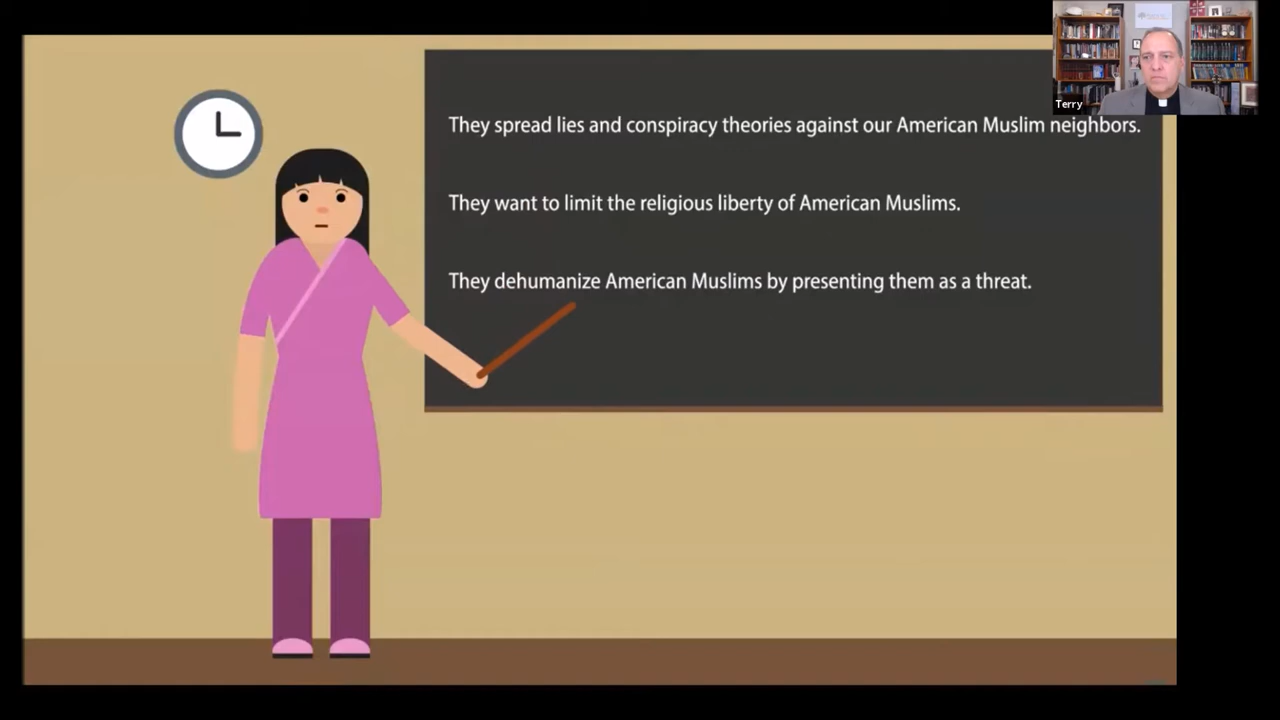 They spread lies and conspiracy theories against our American Muslim neighbors.
They want to limit the religious liberty of American Muslims.
They dehumanize American Muslims by presenting them as a threat.
Terry